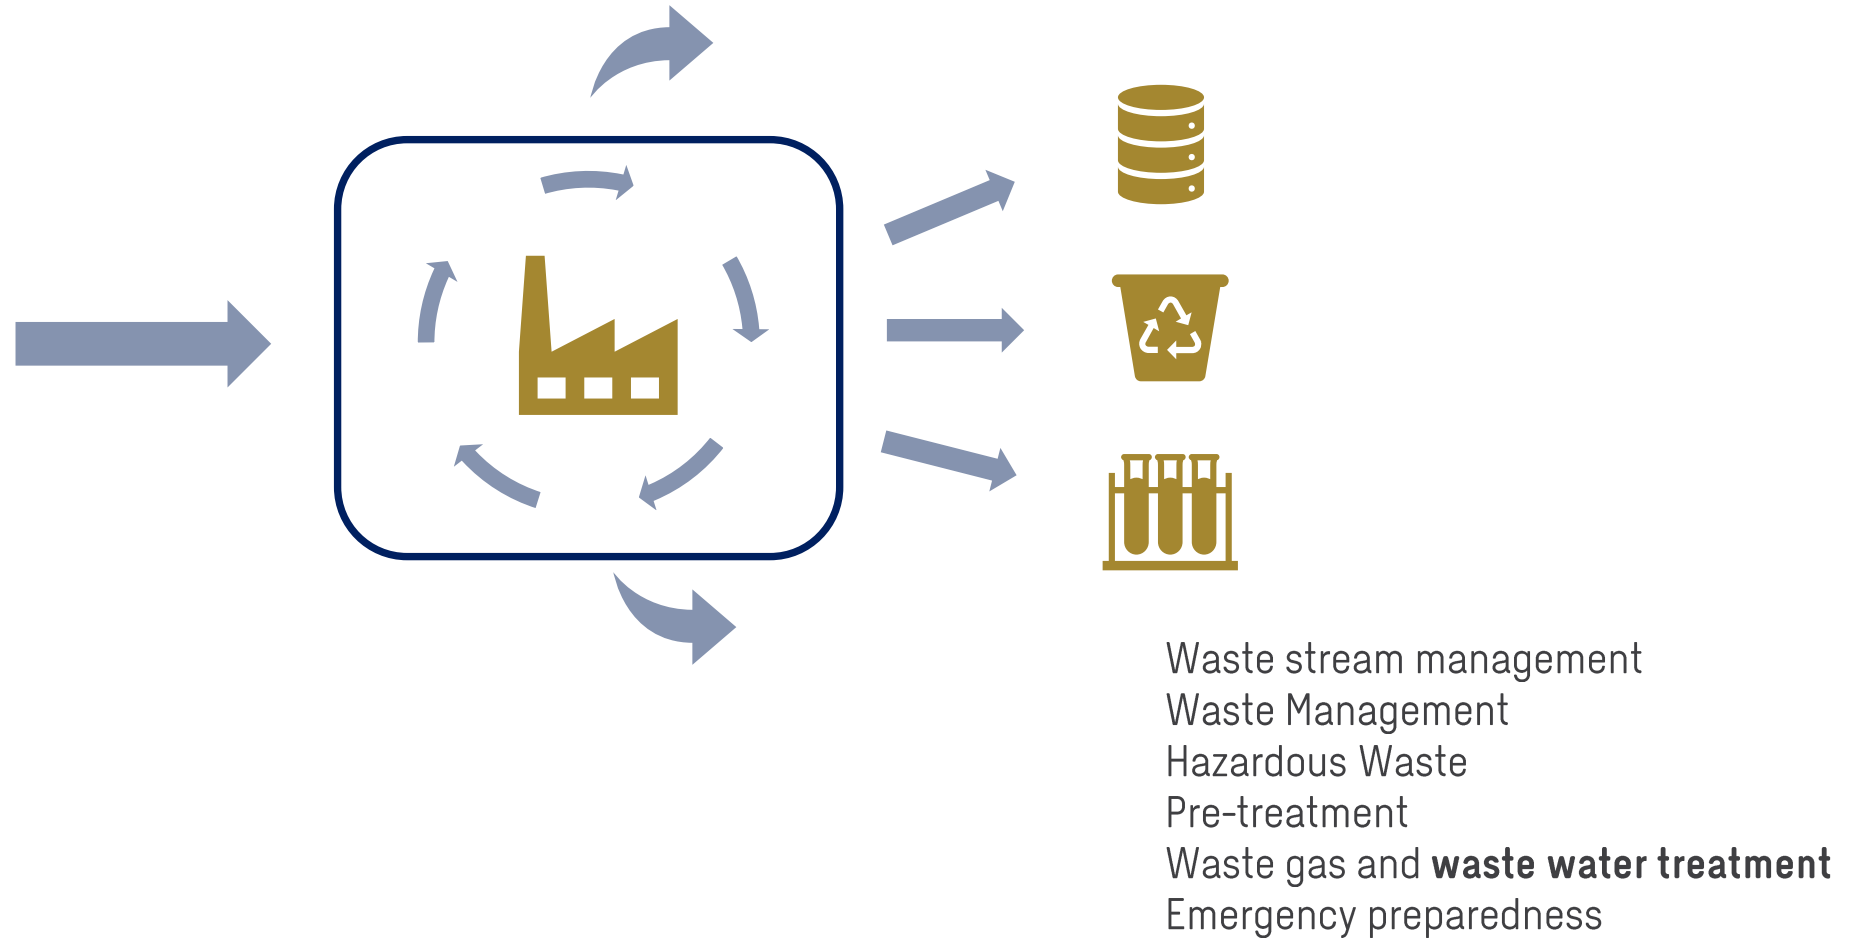 Waste stream management
Waste Management
Hazardous Waste
Pre-treatment
Waste gas and waste water treatment
Emergency preparedness